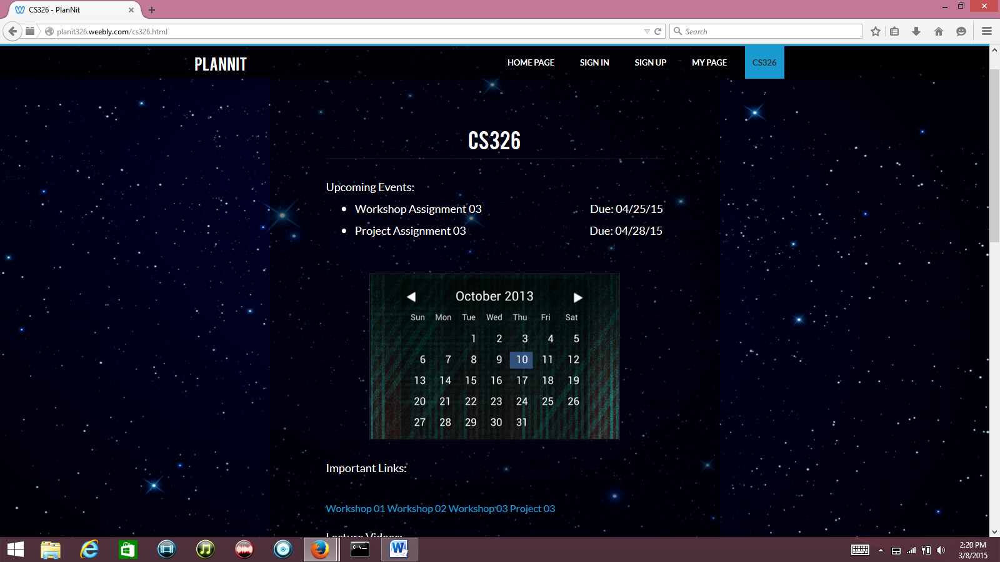 CS326 - PlanNit
planit326.weebly.com/cs326.html
Search
PLANNIT
HOME PAGE
SIGN IN
SIGN UP
MY PAGE
CS326
CS326
Upcoming Events:
Workshop Assignment 03 Due: 04/25/15
Project Assignment 03 Due: 04/28/15
October 2013
Sun Mon Tue Wed Thu Fri Sat
1 2 3 4 5
6 7 8 9 10 11 12
13 14 15 16 17 18 19
20 21 22 23 24 25 26
27 28 29 30 31
Important Links:
Workshop 01 Workshop 02 Workshop 03 Project 03
Lecture Videos:
2:20 PM
3/8/2015